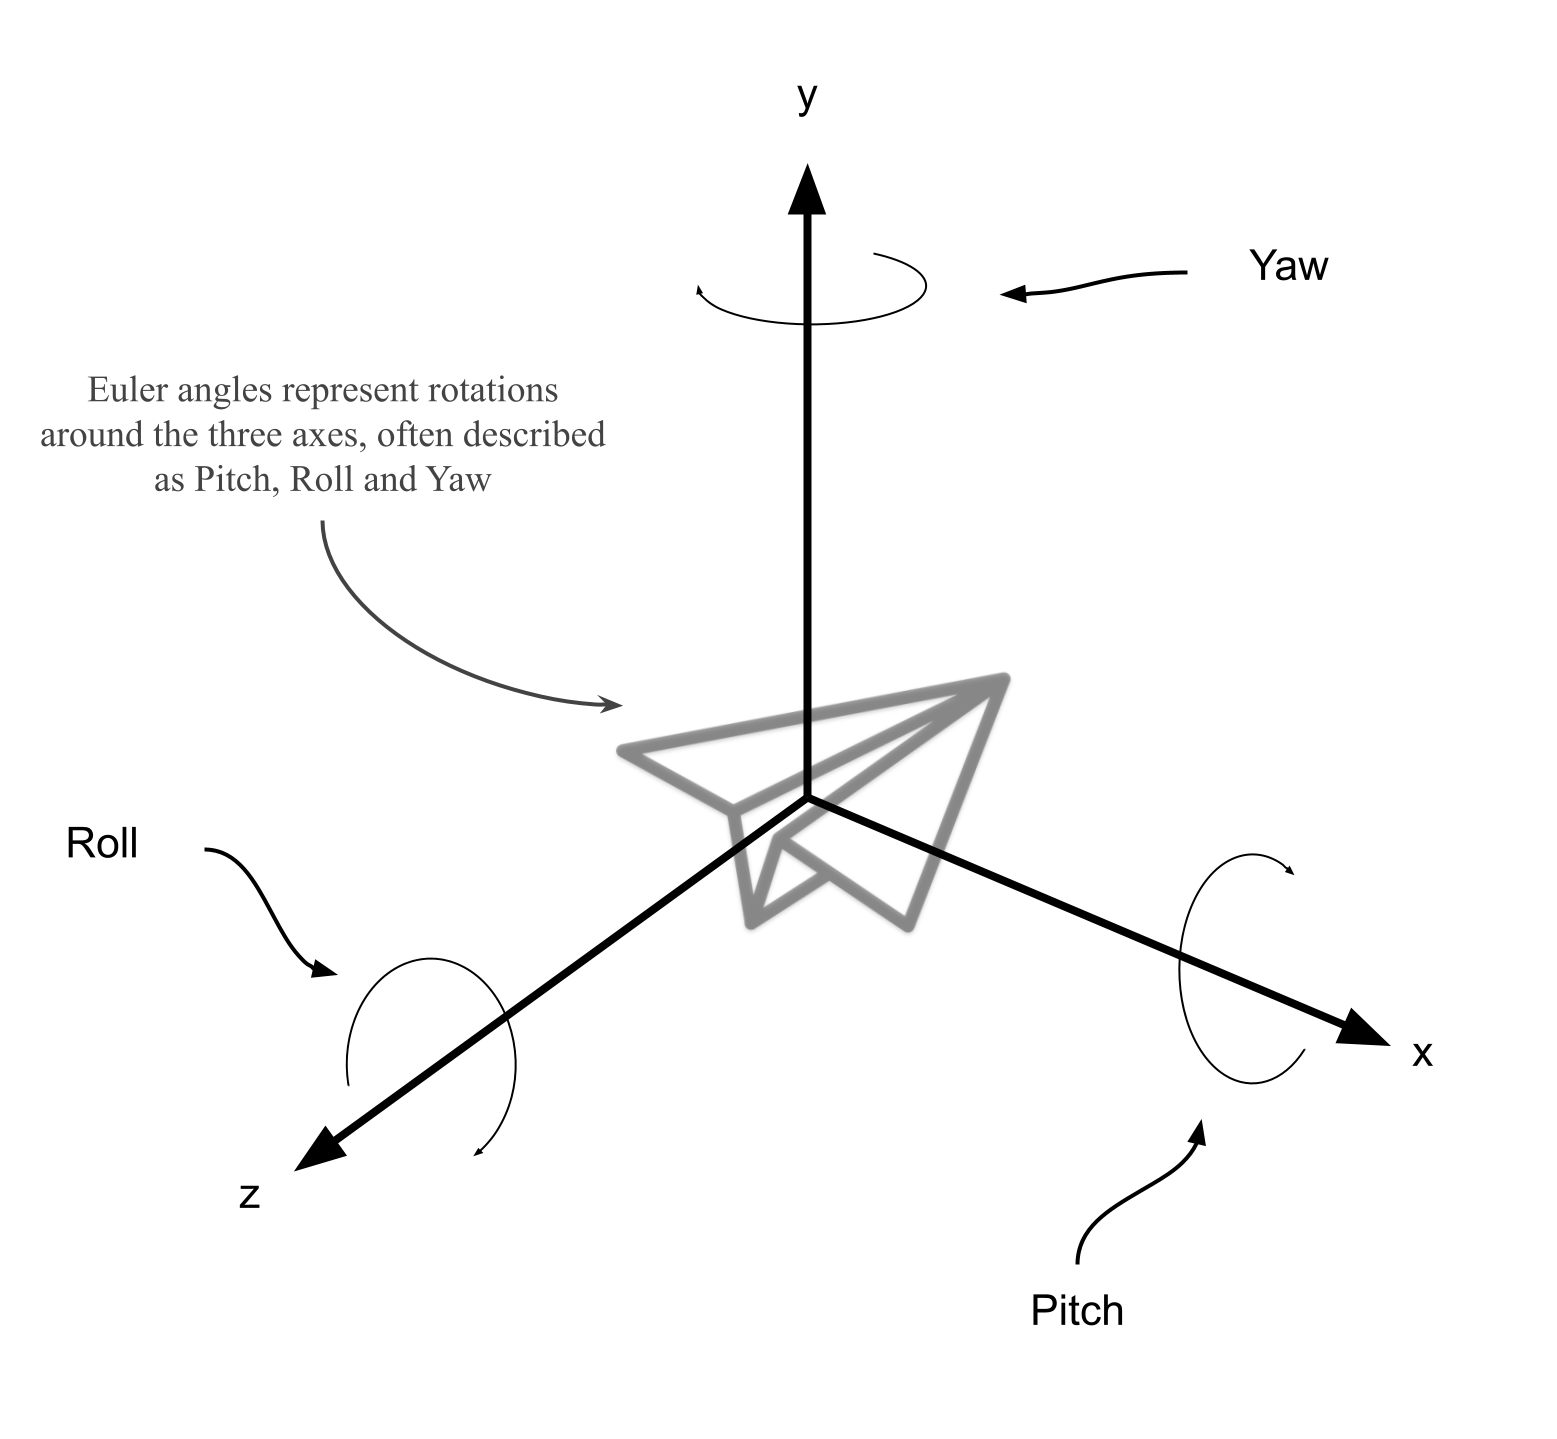 y
Yaw
Euler angles represent rotations
around the three axes, often described
as Pitch, Roll and Yaw
Roll
x
z
Pitch